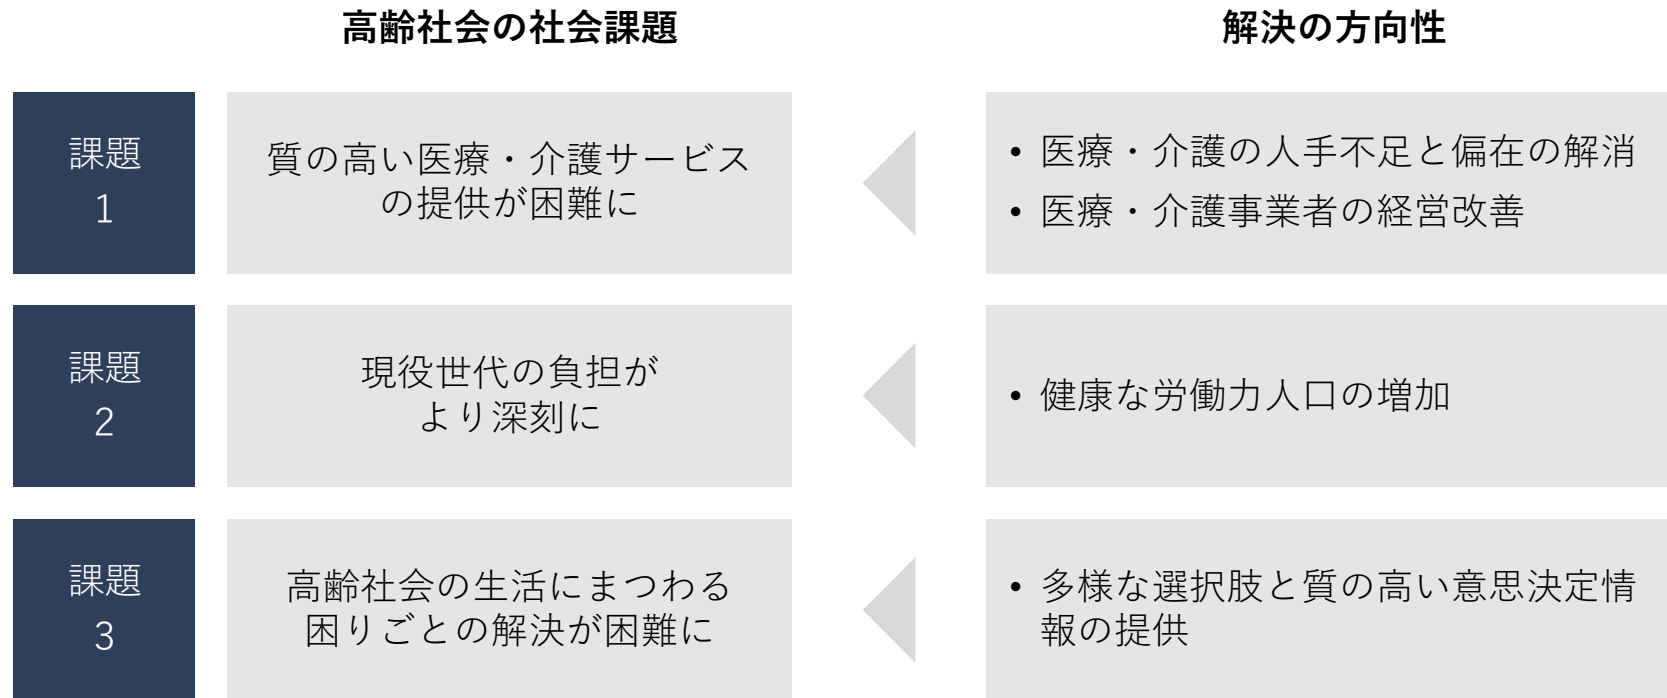 高齢社会の社会課題
解決の方向性
課題
1
質の高い医療・介護サービス
の提供が困難に
• 医療・介護の人手不足と偏在の解消
• 医療・介護事業者の経営改善
課題
2
現役世代の負担が
より深刻に
• 健康な労働力人口の増加
課題
3
高齢社会の生活にまつわる
困りごとの解決が困難に
• 多様な選択肢と質の高い意思決定情
報の提供